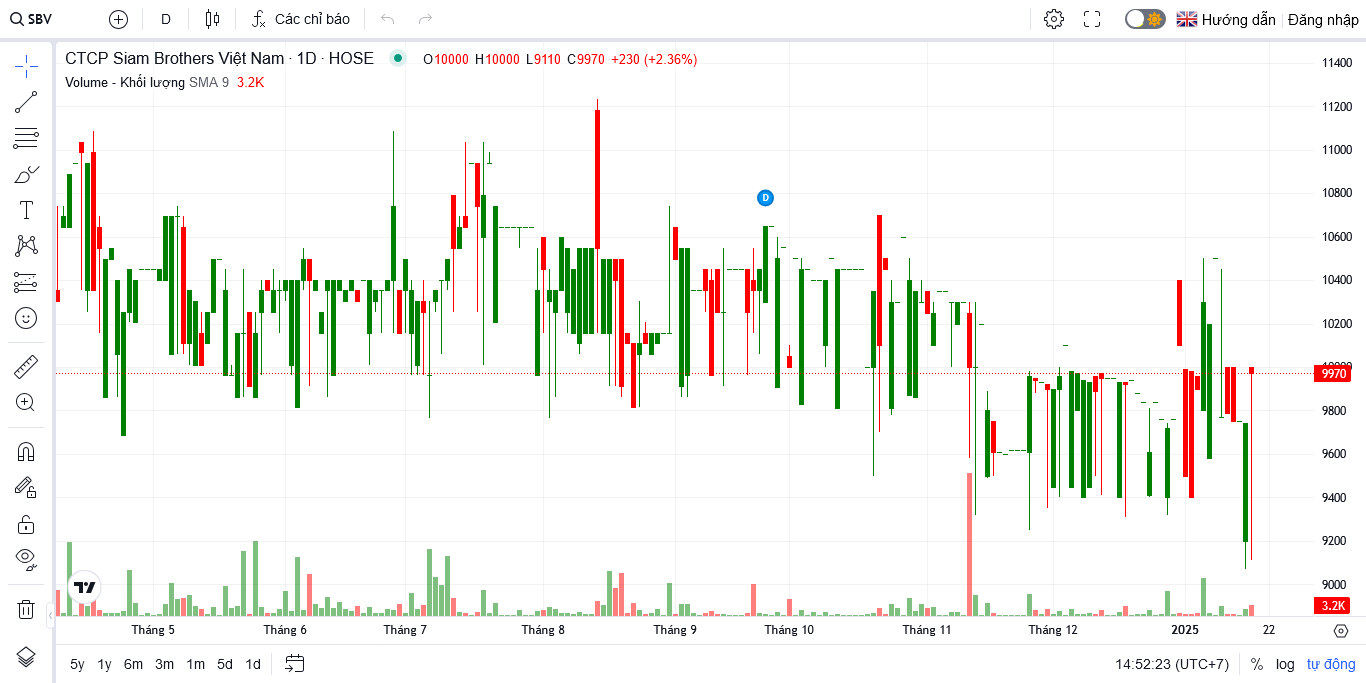 SBV D Các chỉ báo Hướng dẫn Đăng nhập
CTCP Siam Brothers Việt Nam · 1D · HOSE O10000 H10000 L9110 C9970 +230 (+2.36%)
Volume - Khối lượng SMA 9 3.2K
11400
11200
11000
10800
D
10600
10400
10200
10000
9970
9800
9600
9400
9200
9000
3.2K
Tháng 5 Tháng 6 Tháng 7 Tháng 8 Tháng 9 Tháng 10 Tháng 11 Tháng 12 2025 22
5y 1y 6m 3m 1m 5d 1d 14:52:23 (UTC+7) % log tự động